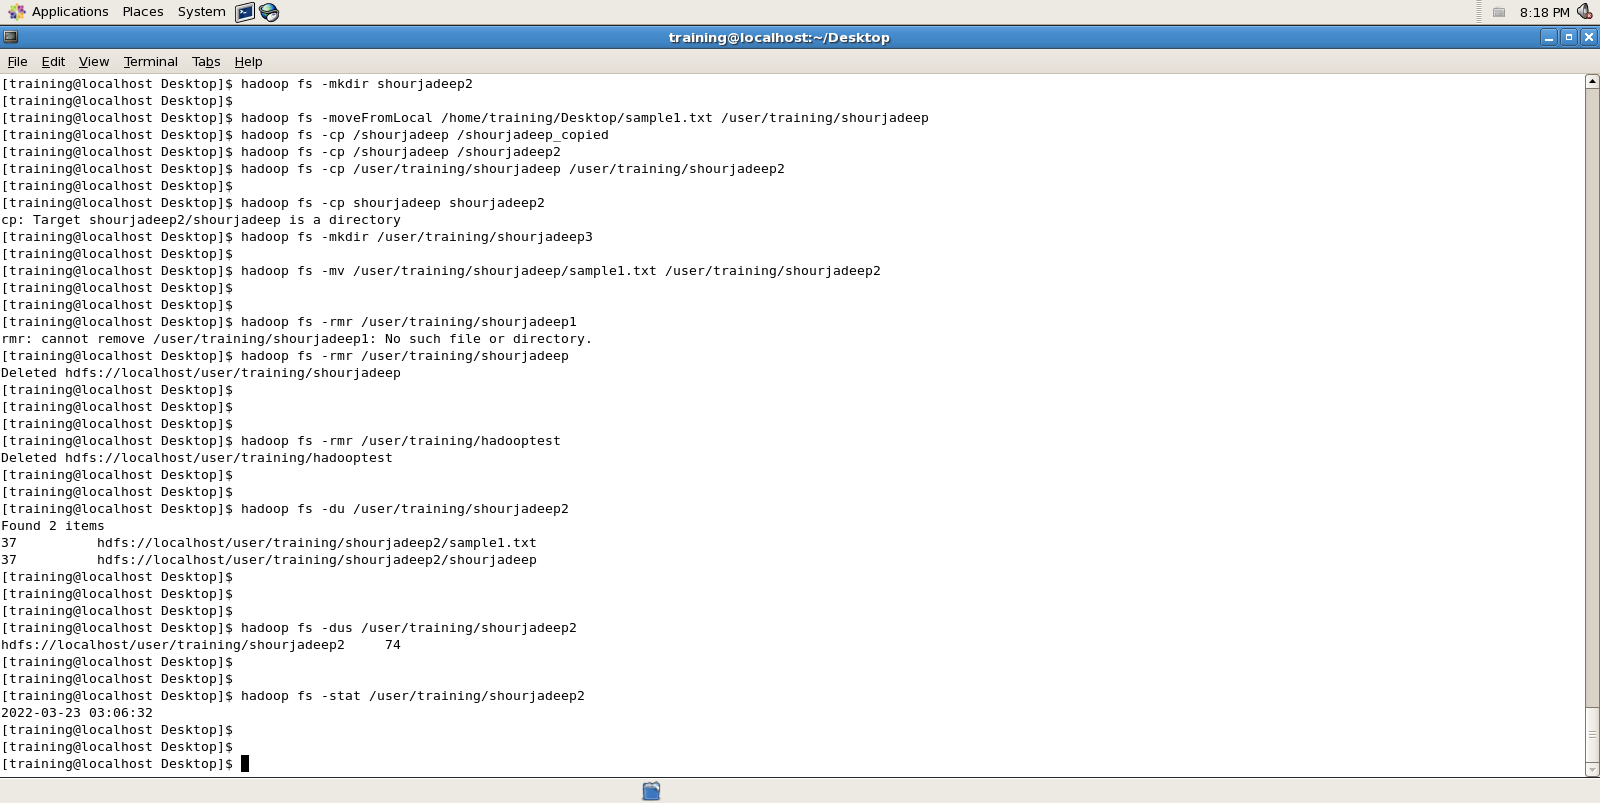 Applications Places System 8:18 PM
training@localhost:~/Desktop
File Edit View Terminal Tabs Help
[training@localhost Desktop]$ hadoop fs -mkdir shourjadeep2
[training@localhost Desktop]$
[training@localhost Desktop]$ hadoop fs -moveFromLocal /home/training/Desktop/sample1.txt /user/training/shourjadeep
[training@localhost Desktop]$ hadoop fs -cp /shourjadeep /shourjadeep_copied
[training@localhost Desktop]$ hadoop fs -cp /shourjadeep /shourjadeep2
[training@localhost Desktop]$ hadoop fs -cp /user/training/shourjadeep /user/training/shourjadeep2
[training@localhost Desktop]$
[training@localhost Desktop]$ hadoop fs -cp shourjadeep shourjadeep2
cp: Target shourjadeep2/shourjadeep is a directory
[training@localhost Desktop]$ hadoop fs -mkdir /user/training/shourjadeep3
[training@localhost Desktop]$
[training@localhost Desktop]$ hadoop fs -mv /user/training/shourjadeep/sample1.txt /user/training/shourjadeep2
[training@localhost Desktop]$
[training@localhost Desktop]$
[training@localhost Desktop]$ hadoop fs -rmr /user/training/shourjadeep1
rmr: cannot remove /user/training/shourjadeep1: No such file or directory.
[training@localhost Desktop]$ hadoop fs -rmr /user/training/shourjadeep
Deleted hdfs://localhost/user/training/shourjadeep
[training@localhost Desktop]$
[training@localhost Desktop]$
[training@localhost Desktop]$
[training@localhost Desktop]$ hadoop fs -rmr /user/training/hadooptest
Deleted hdfs://localhost/user/training/hadooptest
[training@localhost Desktop]$
[training@localhost Desktop]$
[training@localhost Desktop]$ hadoop fs -du /user/training/shourjadeep2
Found 2 items
37          hdfs://localhost/user/training/shourjadeep2/sample1.txt
37          hdfs://localhost/user/training/shourjadeep2/shourjadeep
[training@localhost Desktop]$
[training@localhost Desktop]$
[training@localhost Desktop]$
[training@localhost Desktop]$ hadoop fs -dus /user/training/shourjadeep2
hdfs://localhost/user/training/shourjadeep2     74
[training@localhost Desktop]$
[training@localhost Desktop]$
[training@localhost Desktop]$ hadoop fs -stat /user/training/shourjadeep2
2022-03-23 03:06:32
[training@localhost Desktop]$
[training@localhost Desktop]$
[training@localhost Desktop]$